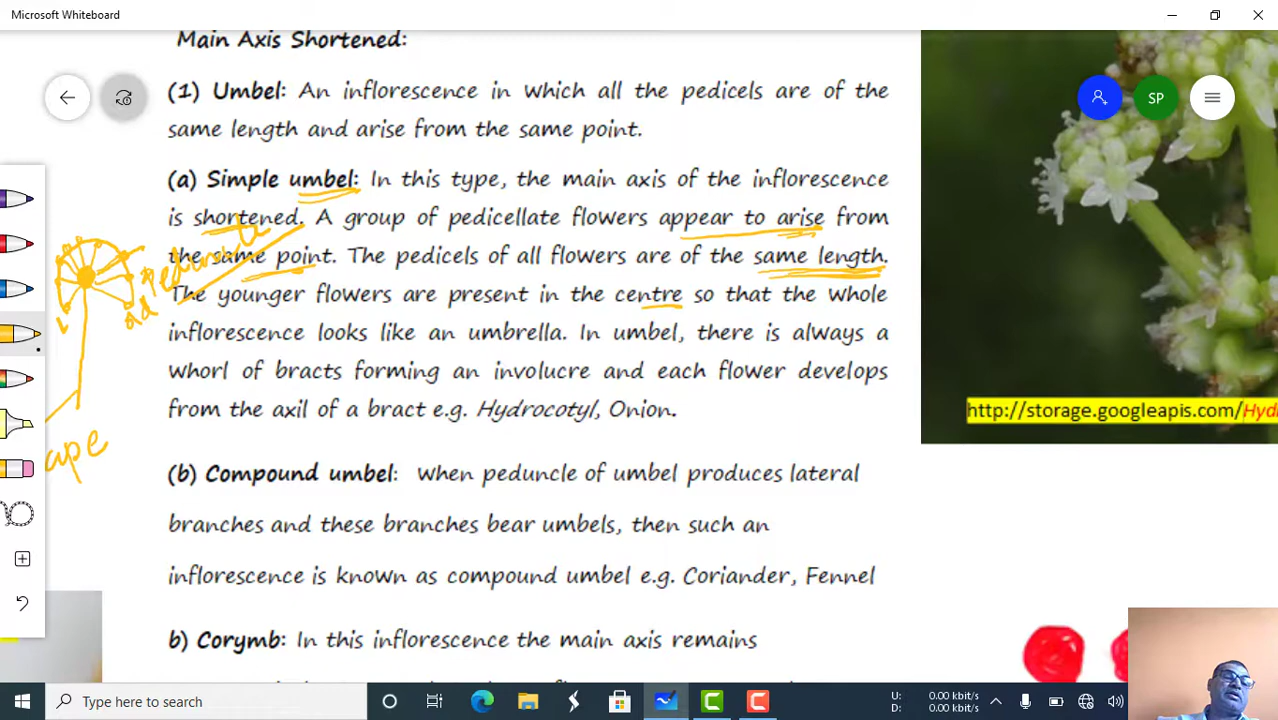 Microsoft Whiteboard
Main Axis Shortened:
(1) Umbel: An inflorescence in which all the pedicels are of the
same length and arise from the same point.
SP
(a) Simple umbel: In this type, the main axis of the inflorescence
is shortened. A group of pedicellate flowers appear to arise from
the same point. The pedicels of all flowers are of the same length.
The younger flowers are present in the centre so that the whole
inflorescence looks like an umbrella. In umbel, there is always a
whorl of bracts forming an involucre and each flower develops
from the axil of a bract e.g. Hydrocotyl, Onion.
http://storage.googleapis.com/Hyd
ape
(b) Compound umbel: When peduncle of umbel produces lateral
branches and these branches bear umbels, then such an
inflorescence is known as compound umbel e.g. Coriander, Fennel
b) Corymb: In this inflorescence the main axis remains
Type here to search
U: 0.00 kbit/s
D: 0.00 kbit/s